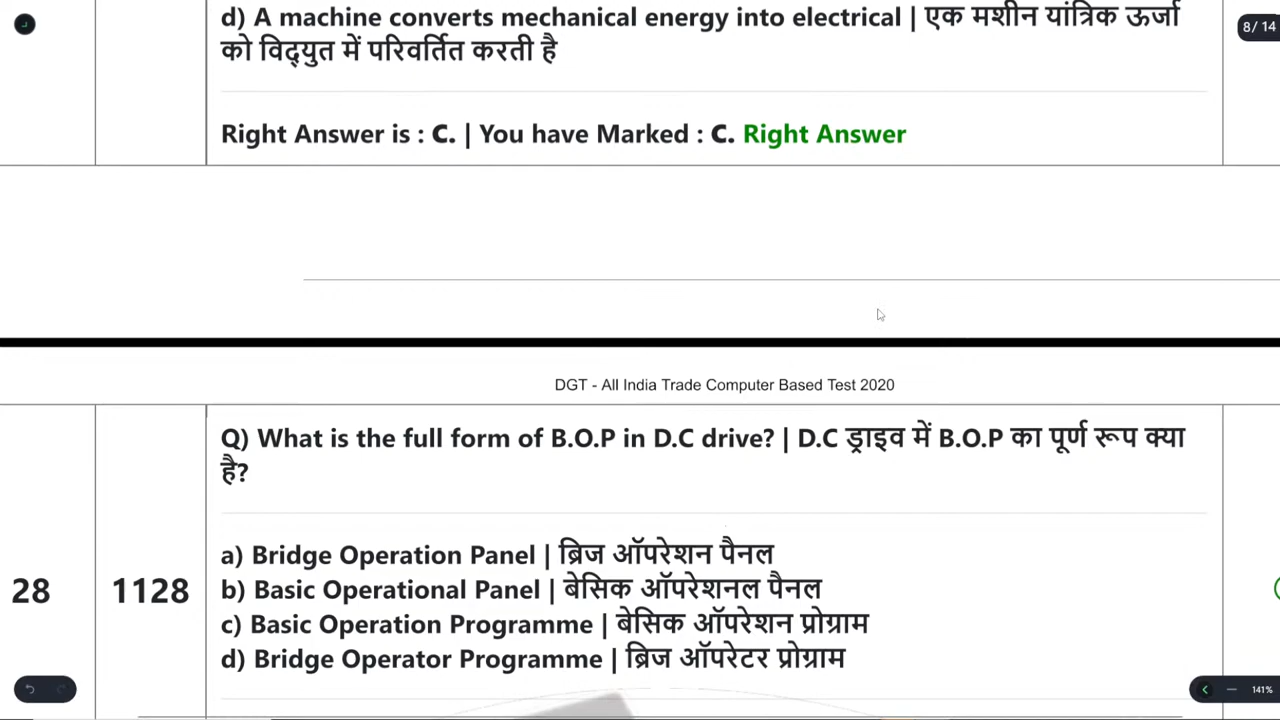 d) A machine converts mechanical energy into electrical | एक मशीन यांत्रिक ऊर्जा
को विद्युत में परिवर्तित करती है
8/ 14
Right Answer is : C. | You have Marked : C. Right Answer
DGT - All India Trade Computer Based Test 2020
Q) What is the full form of B.O.P in D.C drive? | D.C ड्राइव में B.O.P का पूर्ण रूप क्या
है?
28
1128
a) Bridge Operation Panel | ब्रिज ऑपरेशन पैनल
b) Basic Operational Panel | बेसिक ऑपरेशनल पैनल
c) Basic Operation Programme | बेसिक ऑपरेशन प्रोग्राम
d) Bridge Operator Programme | ब्रिज ऑपरेटर प्रोग्राम
141%